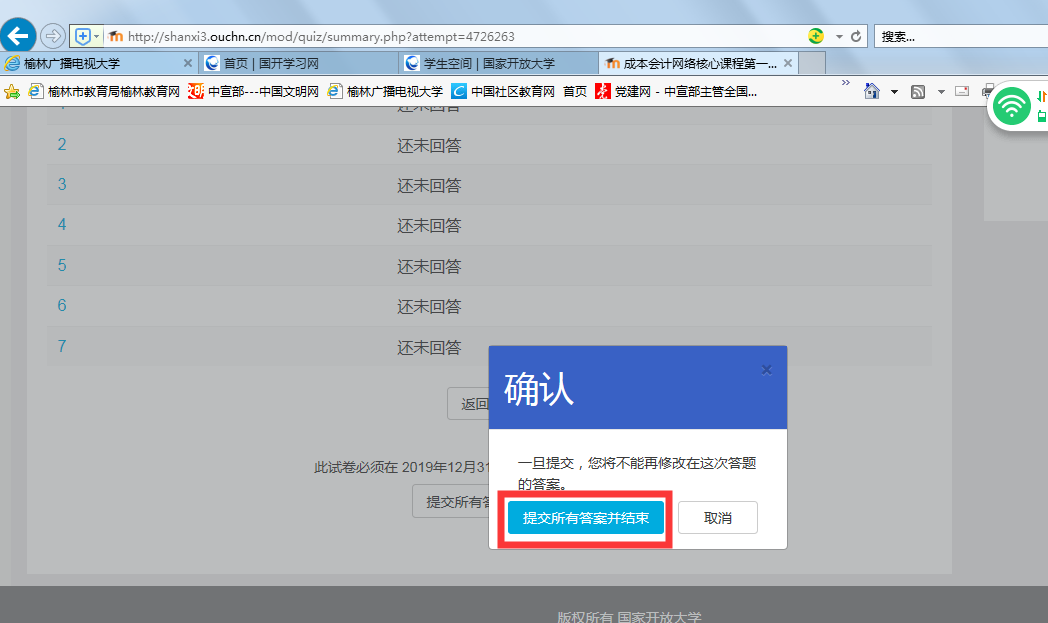 http://shanxi3.ouchn.cn/mod/quiz/summary.php?attempt=4726263
搜索...
榆林广播电视大学
首页 | 国开学习网
学生空间 | 国家开放大学
成本会计网络核心课程第一...
榆林市教育局榆林教育网
中宣部---中国文明网
榆林广播电视大学
中国社区教育网
首页
党建网 - 中宣部主管全国...
2 还未回答
3 还未回答
4 还未回答
5 还未回答
6 还未回答
7 还未回答
确认
×
返回
一旦提交，您将不能再修改在这次答题
的答案。
此试卷必须在 2019年12月31
提交所有答
提交所有答案并结束
取消
版权所有 国家开放大学